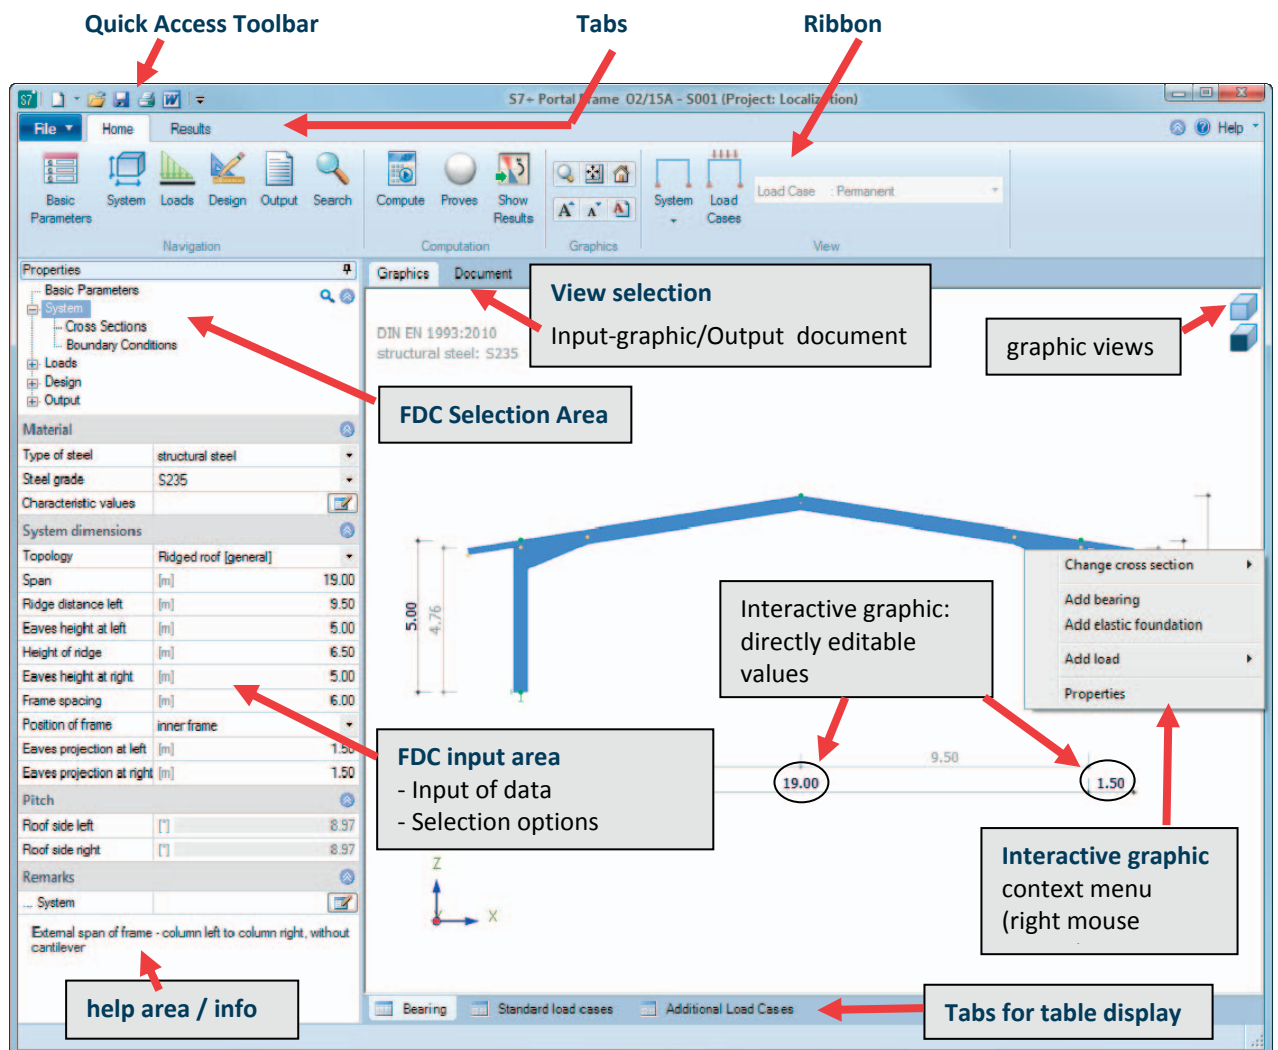 Quick Access Toolbar
Tabs
Ribbon
S7+ Portal Frame 02/15A - S001 (Project: Localization)
S7
W
File
Home
Results
Help
Basic Parameters
System
Loads
Design
Output
Search
Navigation
Compute
Proves
Show Results
Computation
A A A
Graphics
System
Load Cases
Load Case : Permanent
View
Properties
Basic Parameters
System
Cross Sections
Boundary Conditions
Loads
Design
Output
FDC Selection Area
Graphics
Document
View selection
Input-graphic/Output document
graphic views
DIN EN 1993:2010
structural steel: S235
Material
Type of steel structural steel
Steel grade S235
Characteristic values
System dimensions
Topology Ridged roof [general]
Span [m] 19.00
Ridge distance left [m] 9.50
Eaves height at left [m] 5.00
Height of ridge [m] 6.50
Eaves height at right [m] 5.00
Frame spacing [m] 6.00
Position of frame inner frame
Eaves projection at left [m] 1.50
Eaves projection at right [m] 1.50
Pitch
Roof side left [°] 8.97
Roof side right [°] 8.97
Remarks
... System
External span of frame - column left to column right, without
cantilever
help area / info
FDC input area
- Input of data
- Selection options
5.00
4.76
Interactive graphic:
directly editable
values
Change cross section
Add bearing
Add elastic foundation
Add load
Properties
9.50
19.00
1.50
Interactive graphic
context menu
(right mouse
Z
X
Bearing
Standard load cases
Additional Load Cases
Tabs for table display